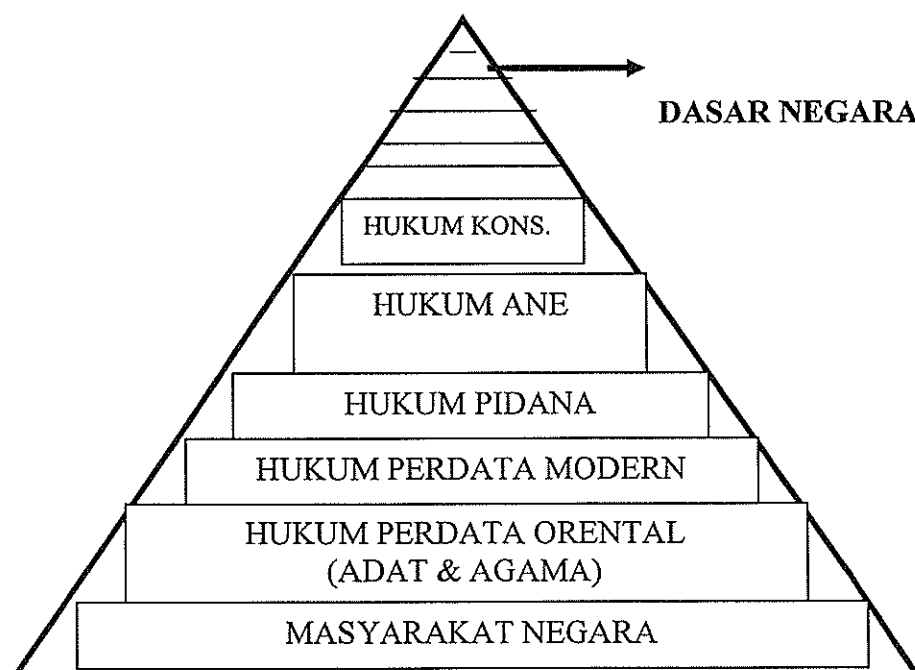 DASAR NEGARA
HUKUM KONS.
HUKUM ANE
HUKUM PIDANA
HUKUM PERDATA MODERN
HUKUM PERDATA ORENTAL
(ADAT & AGAMA)
MASYARAKAT NEGARA